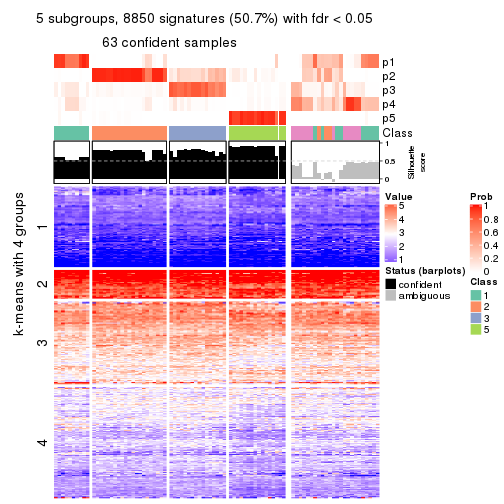 5 subgroups, 8850 signatures (50.7%) with fdr < 0.05
63 confident samples
p1
p2
p3
p4
p5
Class
1
0.5
0
Silhouette
score
k-means with 4 groups
1
2
3
4
Value
5
4
3
2
1
Status (barplots)
confident
ambiguous
Prob
1
0.8
0.6
0.4
0.2
0
Class
1
2
3
5